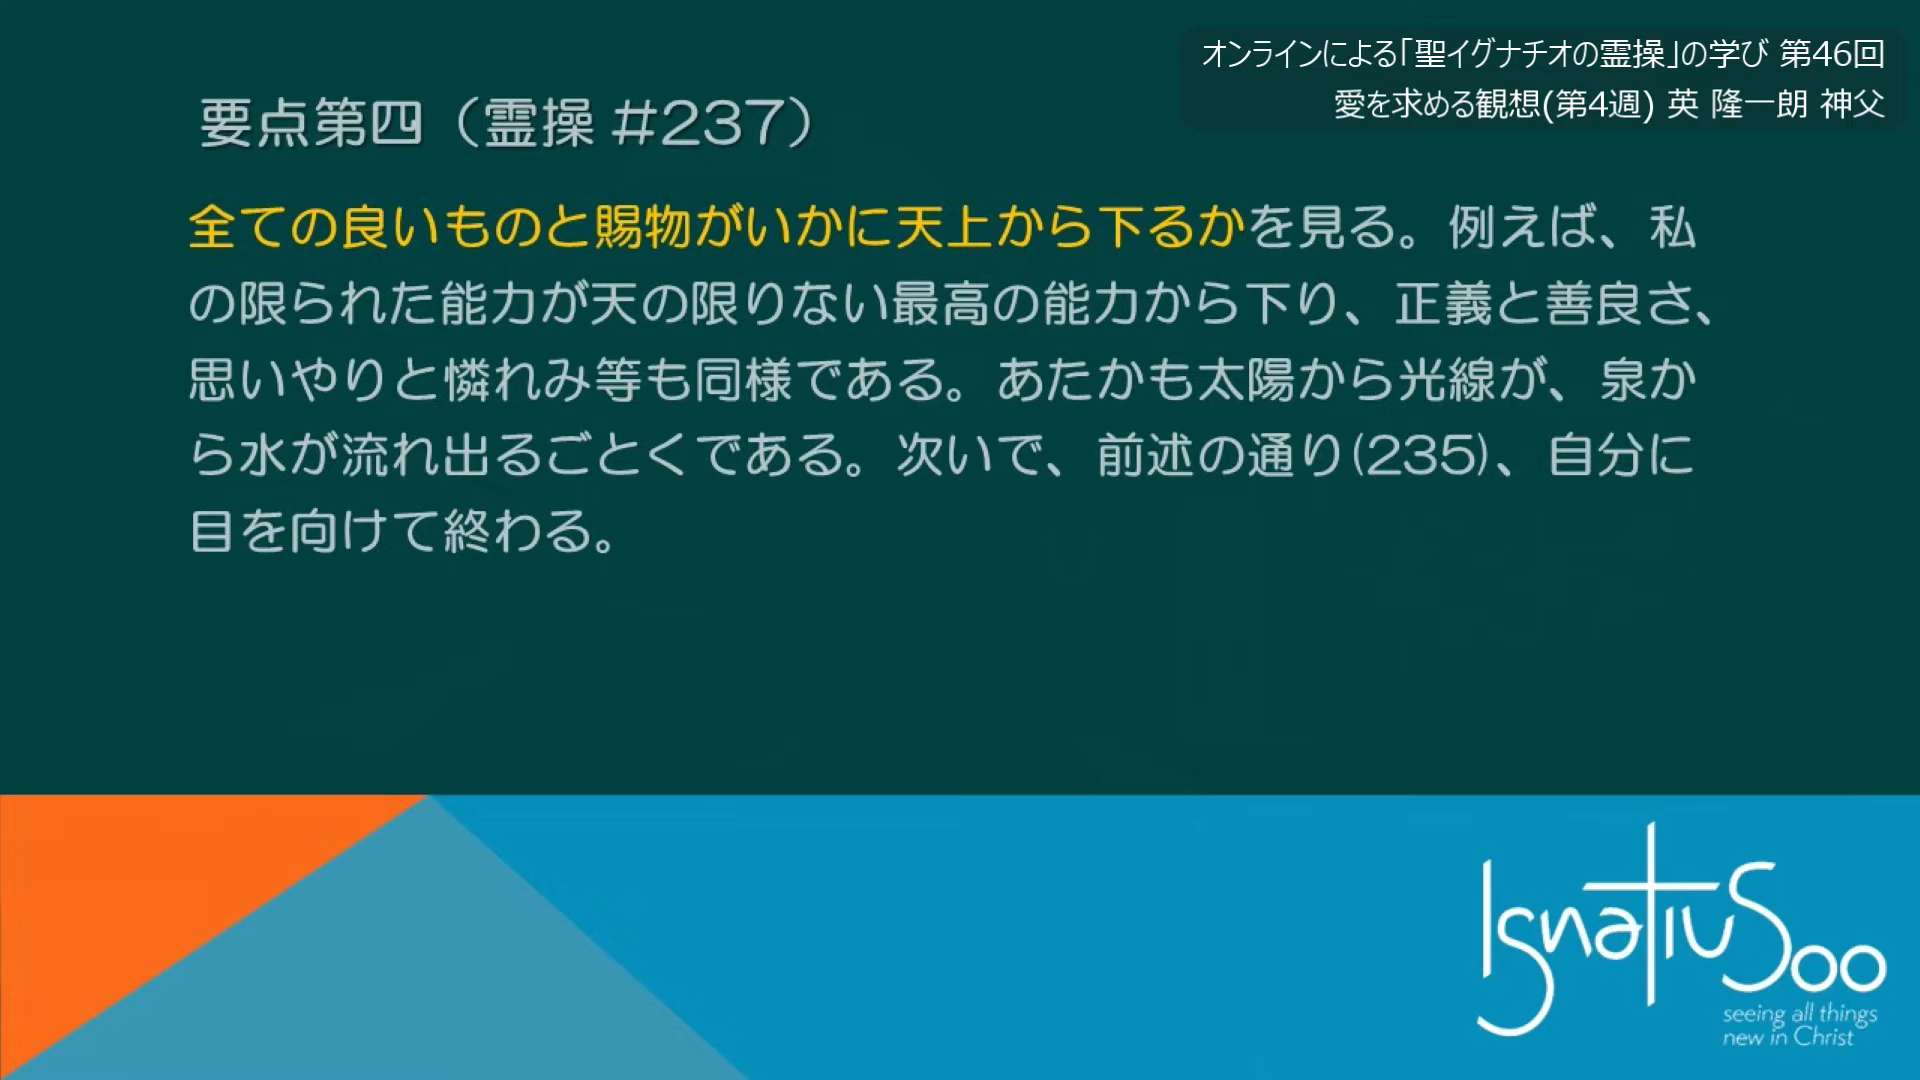 オンラインによる「聖イグナチオの霊操」の学び 第46回
愛を求める観想(第4週) 英 隆一朗 神父
要点第四（霊操 #237）
全ての良いものと賜物がいかに天上から下るかを見る。例えば、私
の限られた能力が天の限りない最高の能力から下り、正義と善良さ、
思いやりと憐れみ等も同様である。あたかも太陽から光線が、泉か
ら水が流れ出るごとくである。次いで、前述の通り(235)、自分に
目を向けて終わる。
IgnatiuS500
seeing all things
new in Christ